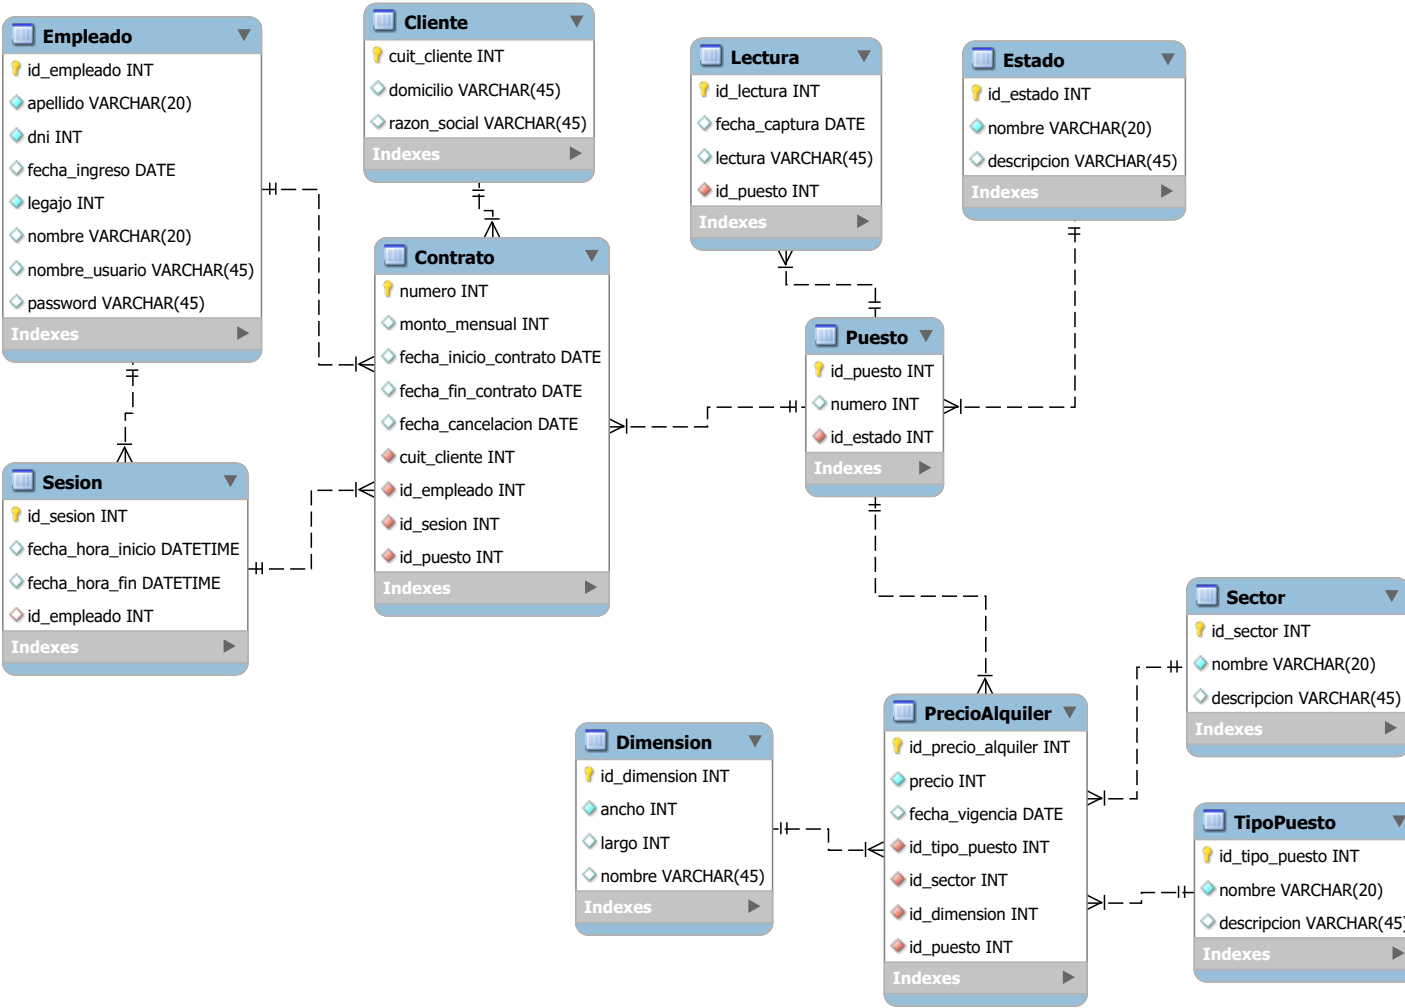 Empleado
id_empleado INT
apellido VARCHAR(20)
dni INT
fecha_ingreso DATE
legajo INT
nombre VARCHAR(20)
nombre_usuario VARCHAR(45)
password VARCHAR(45)
Indexes
Cliente
cuit_cliente INT
domicilio VARCHAR(45)
razon_social VARCHAR(45)
Indexes
Lectura
id_lectura INT
fecha_captura DATE
lectura VARCHAR(45)
id_puesto INT
Indexes
Estado
id_estado INT
nombre VARCHAR(20)
descripcion VARCHAR(45)
Indexes
Contrato
numero INT
monto_mensual INT
fecha_inicio_contrato DATE
fecha_fin_contrato DATE
fecha_cancelacion DATE
cuit_cliente INT
id_empleado INT
id_sesion INT
id_puesto INT
Indexes
Puesto
id_puesto INT
numero INT
id_estado INT
Indexes
Sesion
id_sesion INT
fecha_hora_inicio DATETIME
fecha_hora_fin DATETIME
id_empleado INT
Indexes
Sector
id_sector INT
nombre VARCHAR(20)
descripcion VARCHAR(45)
Indexes
Dimension
id_dimension INT
ancho INT
largo INT
nombre VARCHAR(45)
Indexes
PrecioAlquiler
id_precio_alquiler INT
precio INT
fecha_vigencia DATE
id_tipo_puesto INT
id_sector INT
id_dimension INT
id_puesto INT
Indexes
TipoPuesto
id_tipo_puesto INT
nombre VARCHAR(20)
descripcion VARCHAR(45)
Indexes